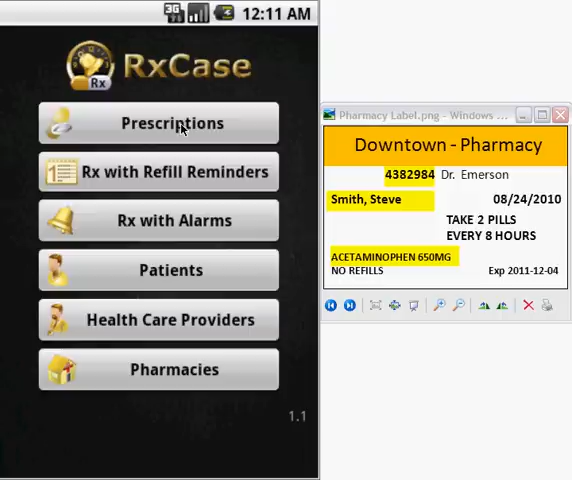 3G
12:11 AM
Rx
RxCase
Prescriptions
Rx with Refill Reminders
Rx with Alarms
Patients
Health Care Providers
Pharmacies
1.1
Pharmacy Label.png - Windows ...
Downtown - Pharmacy
4382984 Dr. Emerson
Smith, Steve 08/24/2010
TAKE 2 PILLS
EVERY 8 HOURS
ACETAMINOPHEN 650MG
NO REFILLS Exp 2011-12-04